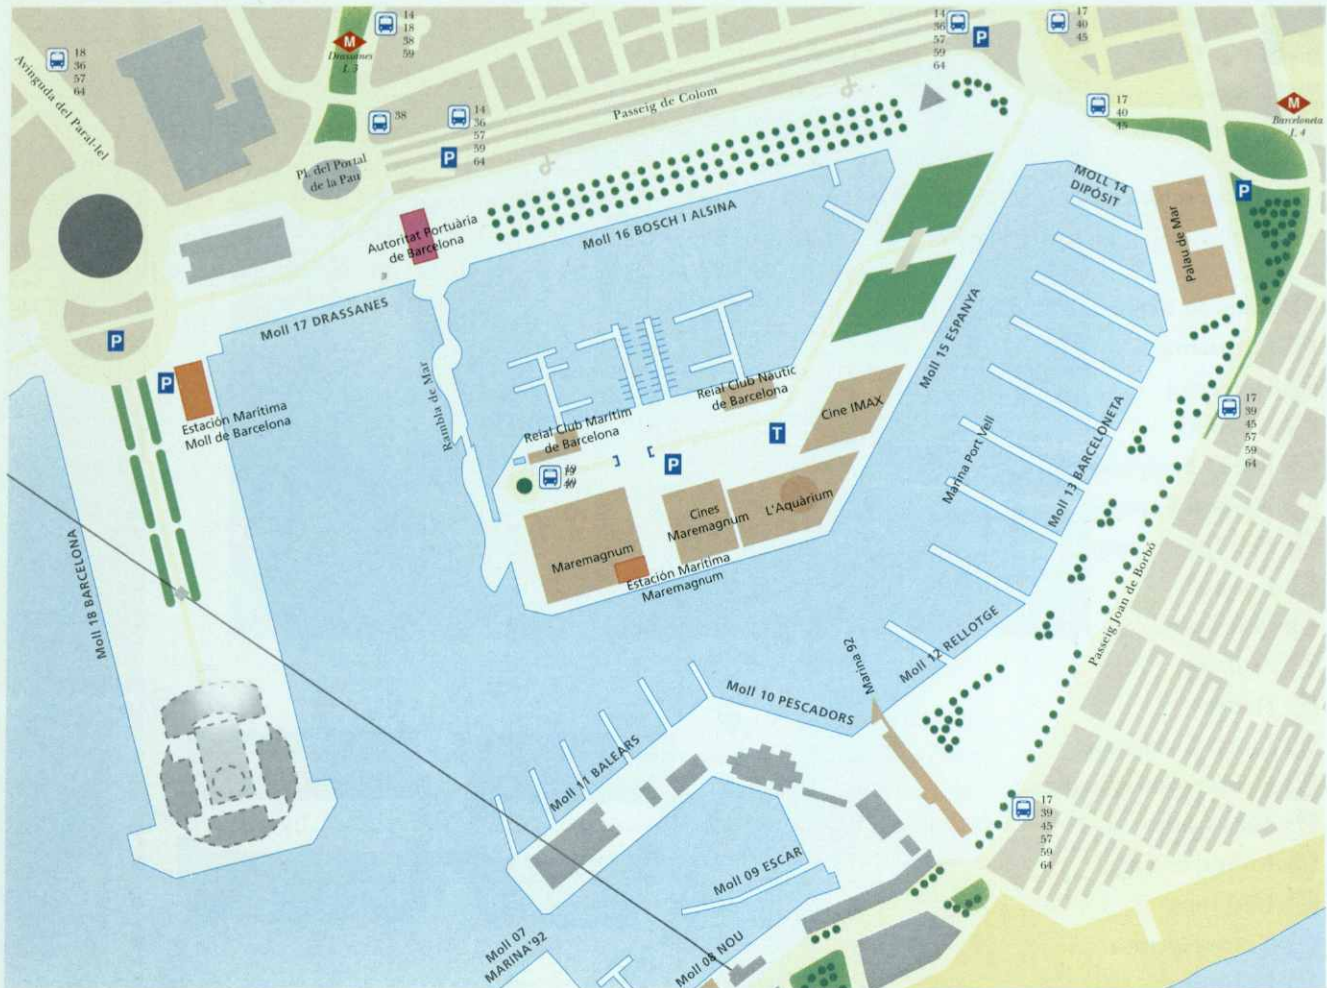 14
18
38
59
14
36
57
59
64
17
40
45
18
36
57
64
Avinguda del Paral-lel
M
Drassanes
L 3
P
38
14
36
57
59
64
P
Passeig de Colom
17
40
45
M
Barceloneta
L 4
Pl. del Portal
de la Pau
MOLL 14
DIPÒSIT
P
Autoritat Portuària
de Barcelona
Moll 16 BOSCH I ALSINA
Palau de Mar
Moll 17 DRASSANES
P
P
Estación Marítima
Moll de Barcelona
Rambla de Mar
Reial Club Nàutic
de Barcelona
Reial Club Marítim
de Barcelona
Moll 15 ESPANYA
Cine IMAX
T
P
Marina Port Vell
Moll 13 BARCELONETA
17
39
45
57
59
64
Cines
Maremagnum
L'Aquàrium
Maremagnum
Estación Marítima
Maremagnum
Moll 18 BARCELONA
Passeig Joan de Borbó
Moll 12 RELLOTGE
Marina 92
Moll 10 PESCADORS
Moll 11 BALEARS
17
39
45
57
59
64
Moll 09 ESCAR
Moll 07
MARINA'92
Moll 08 NOU